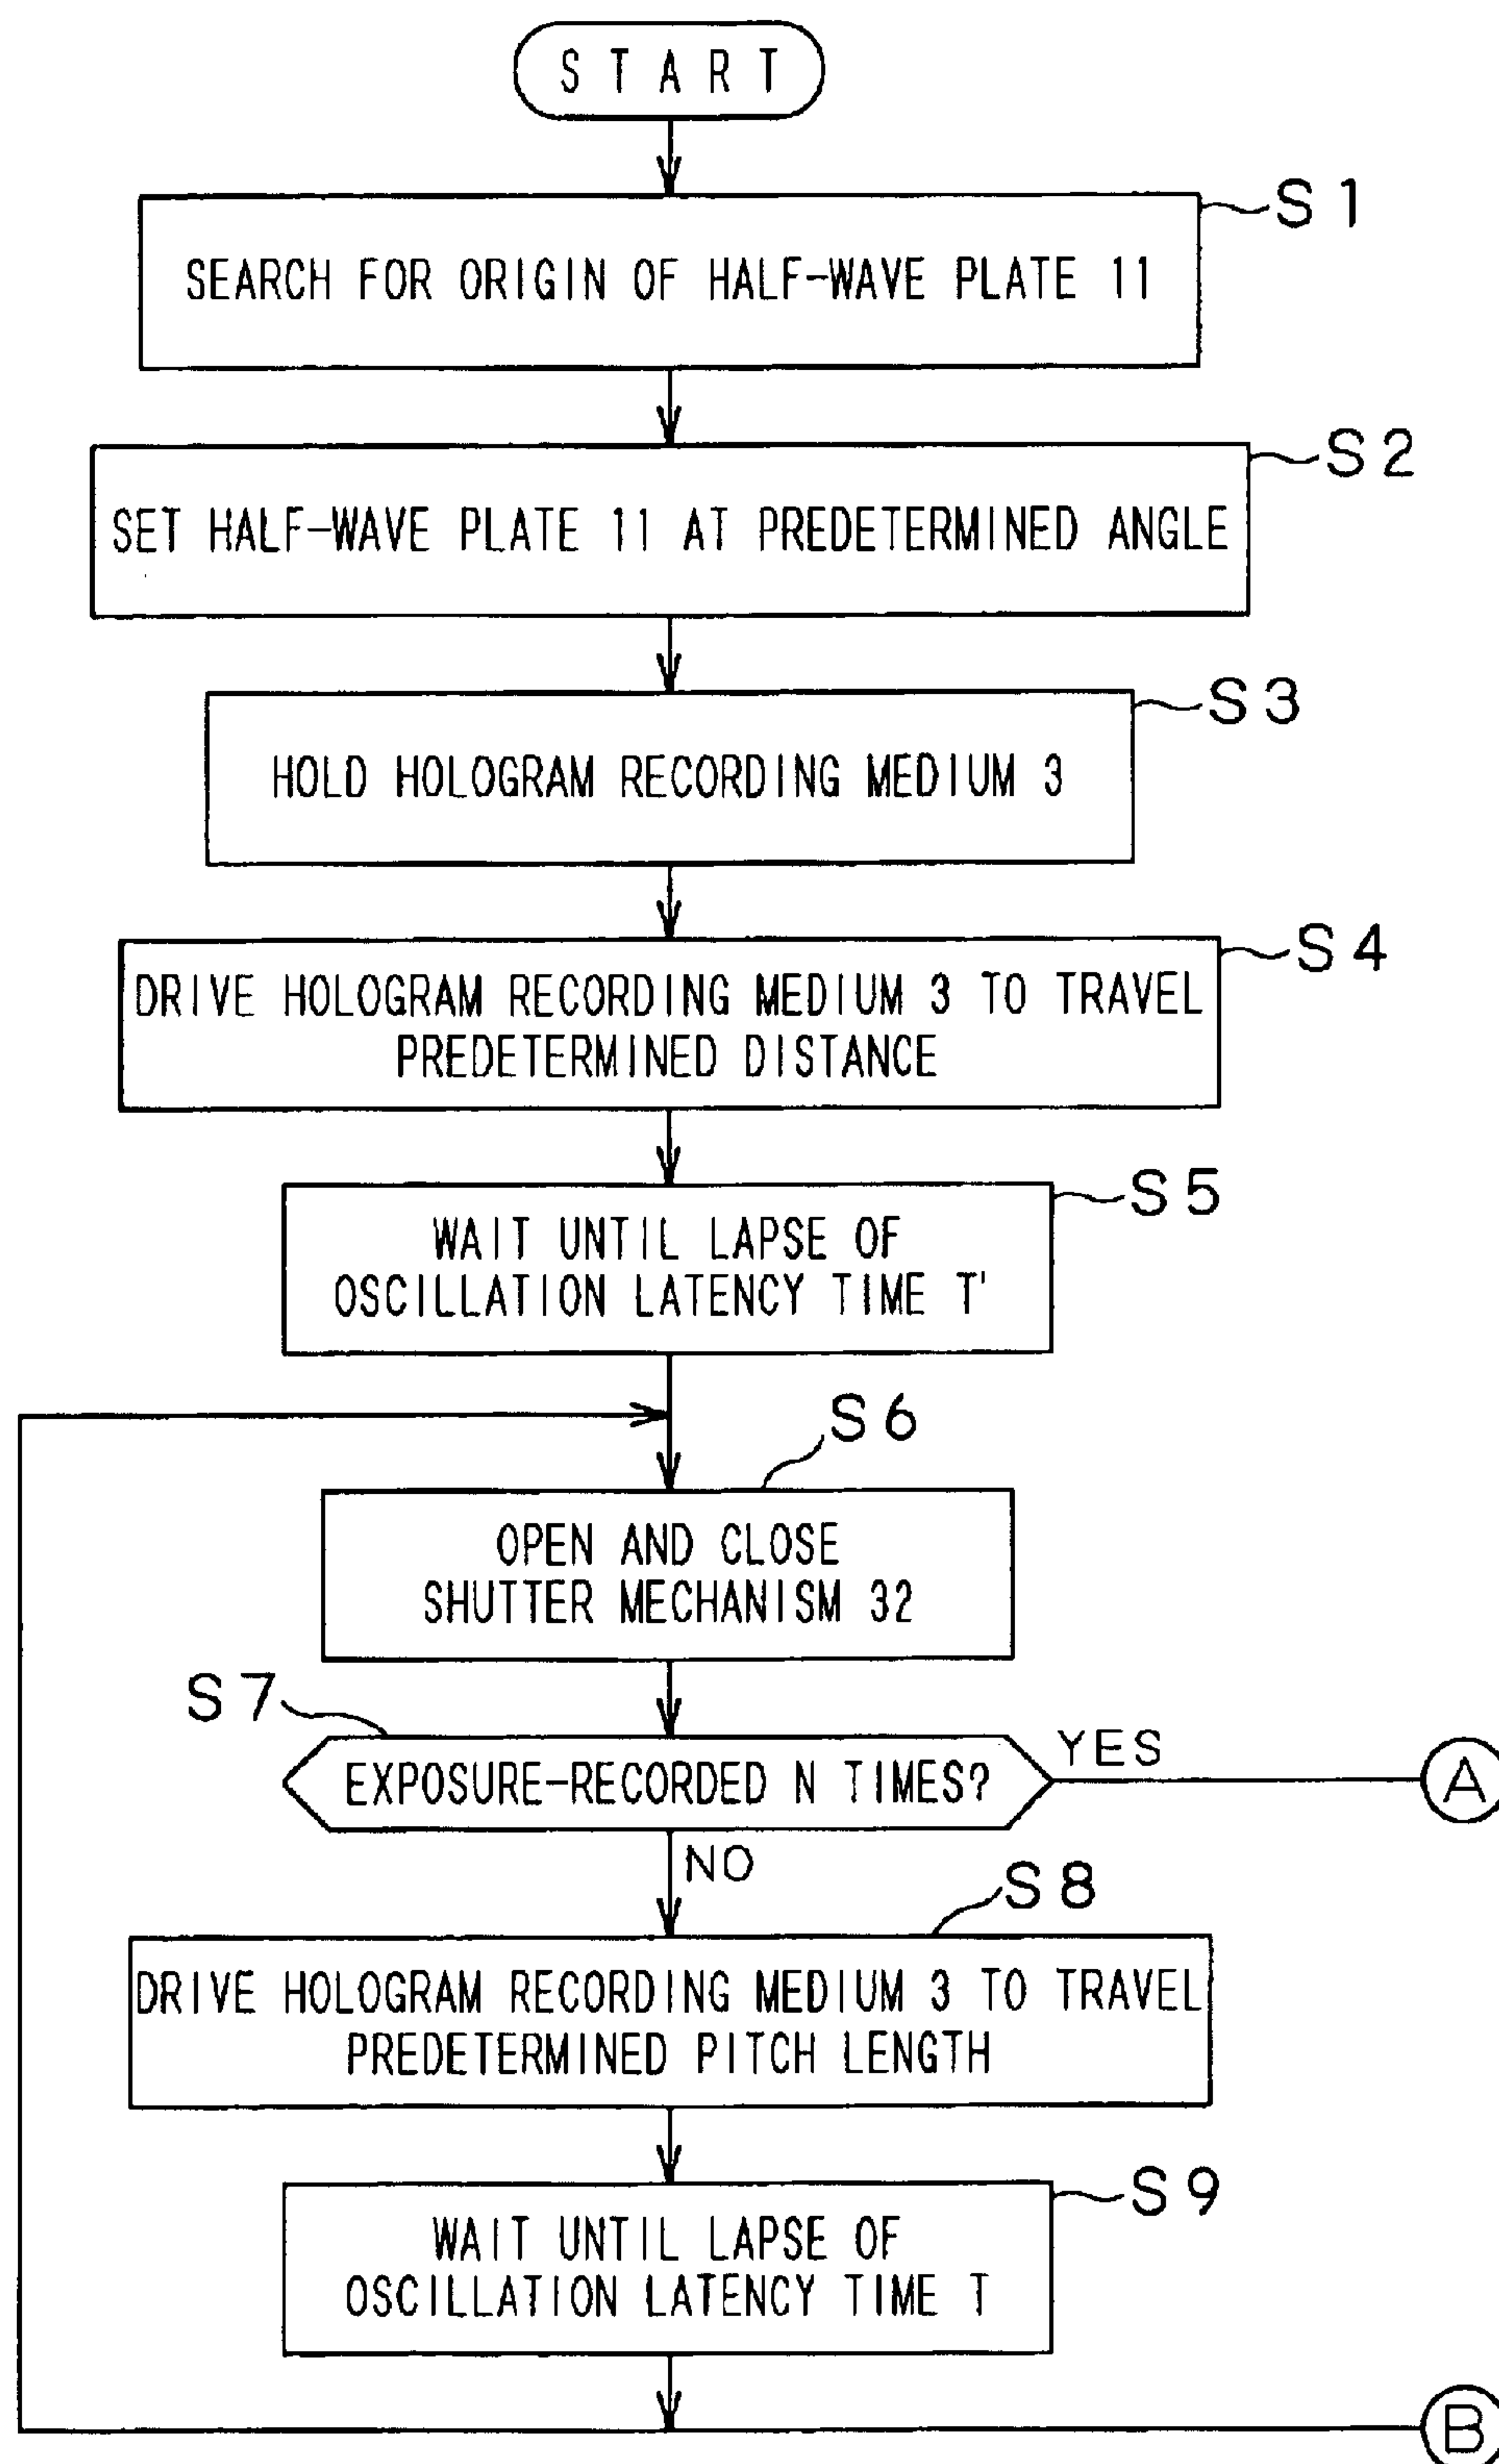 START
S1
SEARCH FOR ORIGIN OF HALF-WAVE PLATE 11
S2
SET HALF-WAVE PLATE 11 AT PREDETERMINED ANGLE
S3
HOLD HOLOGRAM RECORDING MEDIUM 3
S4
DRIVE HOLOGRAM RECORDING MEDIUM 3 TO TRAVEL
PREDETERMINED DISTANCE
S5
WAIT UNTIL LAPSE OF
OSCILLATION LATENCY TIME T'
S6
OPEN AND CLOSE
SHUTTER MECHANISM 32
S7
EXPOSURE-RECORDED N TIMES?
YES
A
NO
S8
DRIVE HOLOGRAM RECORDING MEDIUM 3 TO TRAVEL
PREDETERMINED PITCH LENGTH
S9
WAIT UNTIL LAPSE OF
OSCILLATION LATENCY TIME T
B